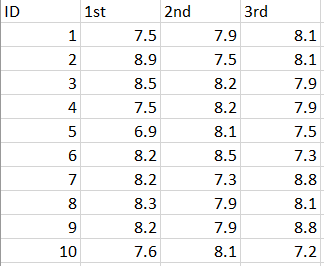 ID 1st 2nd 3rd
1 7.5 7.9 8.1
2 8.9 7.5 8.1
3 8.5 8.2 7.9
4 7.5 8.2 7.9
5 6.9 8.1 7.5
6 8.2 8.5 7.3
7 8.2 7.3 8.8
8 8.3 7.9 8.1
9 8.2 7.9 8.8
10 7.6 8.1 7.2